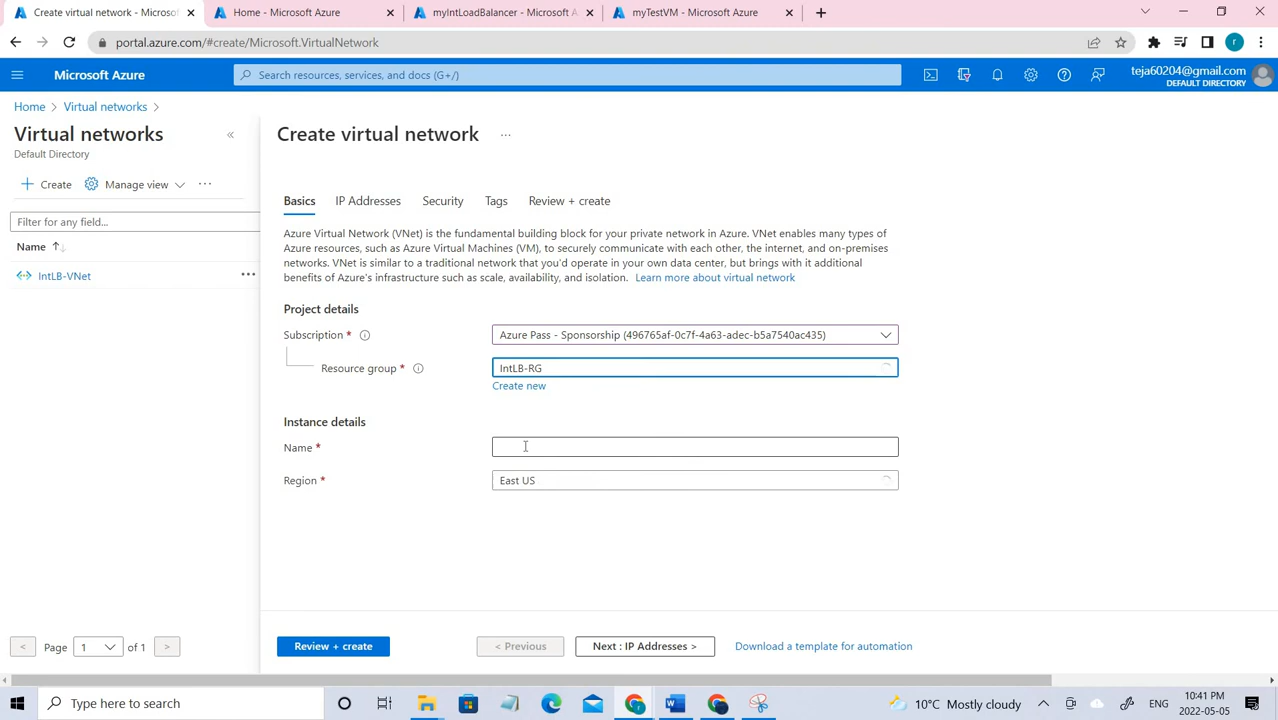 Create virtual network - Microsof
Home - Microsoft Azure
myIntLoadBalancer - Microsoft A
myTestVM - Microsoft Azure
portal.azure.com/#create/Microsoft.VirtualNetwork
Microsoft Azure
Search resources, services, and docs (G+/)
teja60204@gmail.com
DEFAULT DIRECTORY
Home > Virtual networks >
Virtual networks
Default Directory
Create virtual network
Create
Manage view
Filter for any field...
Name
IntLB-VNet
Basics
IP Addresses
Security
Tags
Review + create
Azure Virtual Network (VNet) is the fundamental building block for your private network in Azure. VNet enables many types of
Azure resources, such as Azure Virtual Machines (VM), to securely communicate with each other, the internet, and on-premises
networks. VNet is similar to a traditional network that you'd operate in your own data center, but brings with it additional
benefits of Azure's infrastructure such as scale, availability, and isolation. Learn more about virtual network
Project details
Subscription *
Azure Pass - Sponsorship (496765af-0c7f-4a63-adec-b5a7540ac435)
Resource group *
IntLB-RG
Create new
Instance details
Name *
Region *
East US
Page 1 of 1
Review + create
< Previous
Next : IP Addresses >
Download a template for automation
Type here to search
10°C Mostly cloudy
ENG
10:41 PM
2022-05-05